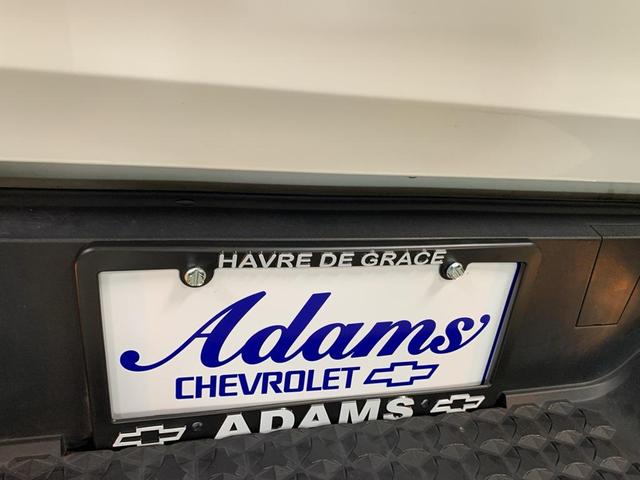 HAVRE DE GRACE
Adams
CHEVROLET
ADAMS